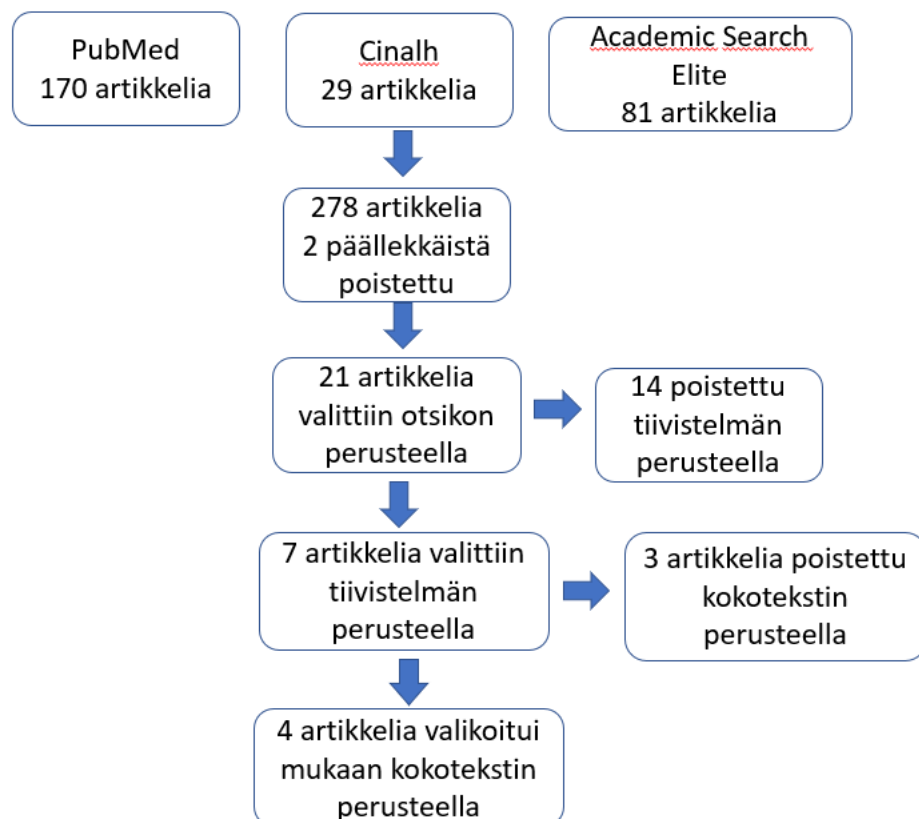 PubMed
170 artikkelia
Cinalh
29 artikkelia
Academic Search
Elite
81 artikkelia
278 artikkelia
2 päällekkäistä
poistettu
21 artikkelia
valittiin otsikon
perusteella
14 poistettu
tiivistelmän
perusteella
7 artikkelia valittiin
tiivistelmän
perusteella
3 artikkelia poistettu
kokotekstin
perusteella
4 artikkelia valikoitui
mukaan kokotekstin
perusteella